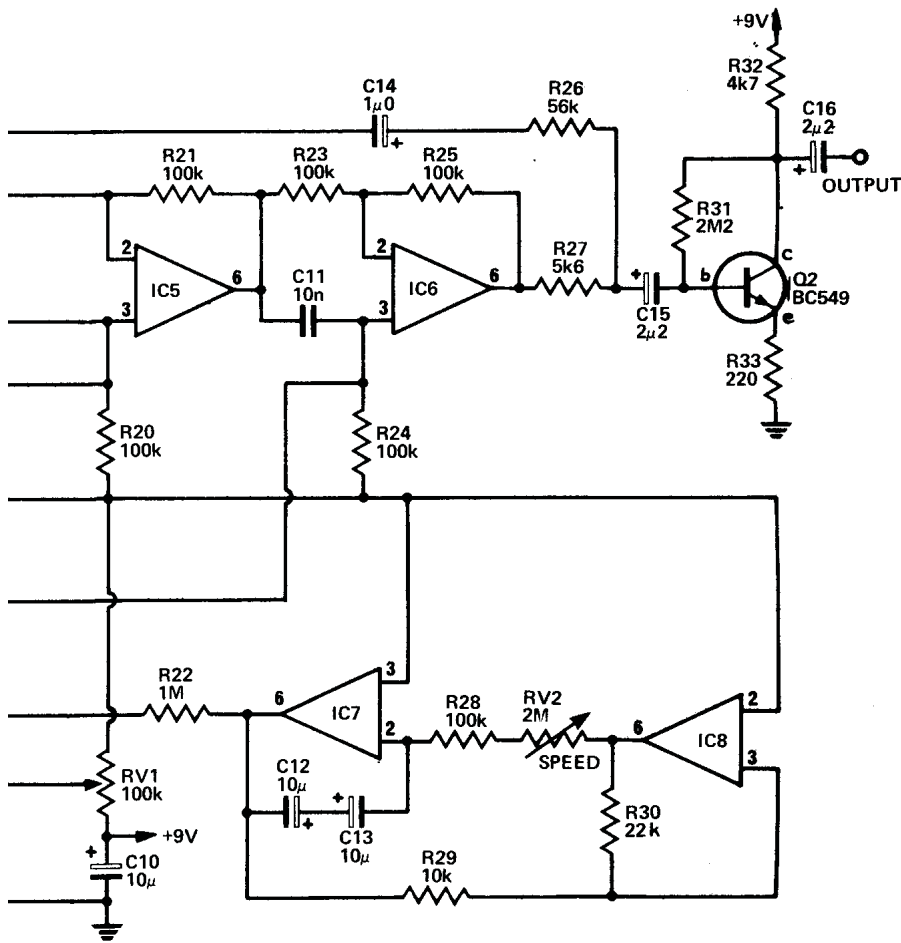 +9V
R32
4k7
C14
1μ0
+
R26
56k
C16
2μ2
+
OUTPUT
R21
100k
R23
100k
R25
100k
R31
2M2
2
IC5
6
3
C11
10n
2
IC6
6
3
R27
5k6
+
C15
2μ2
b
c
Q2
BC549
e
R33
220
R20
100k
R24
100k
R22
1M
6
IC7
3
2
R28
100k
RV2
2M
SPEED
6
IC8
2
3
RV1
100k
C12
10μ
+
+
C13
10μ
R30
22k
+9V
+
C10
10μ
R29
10k